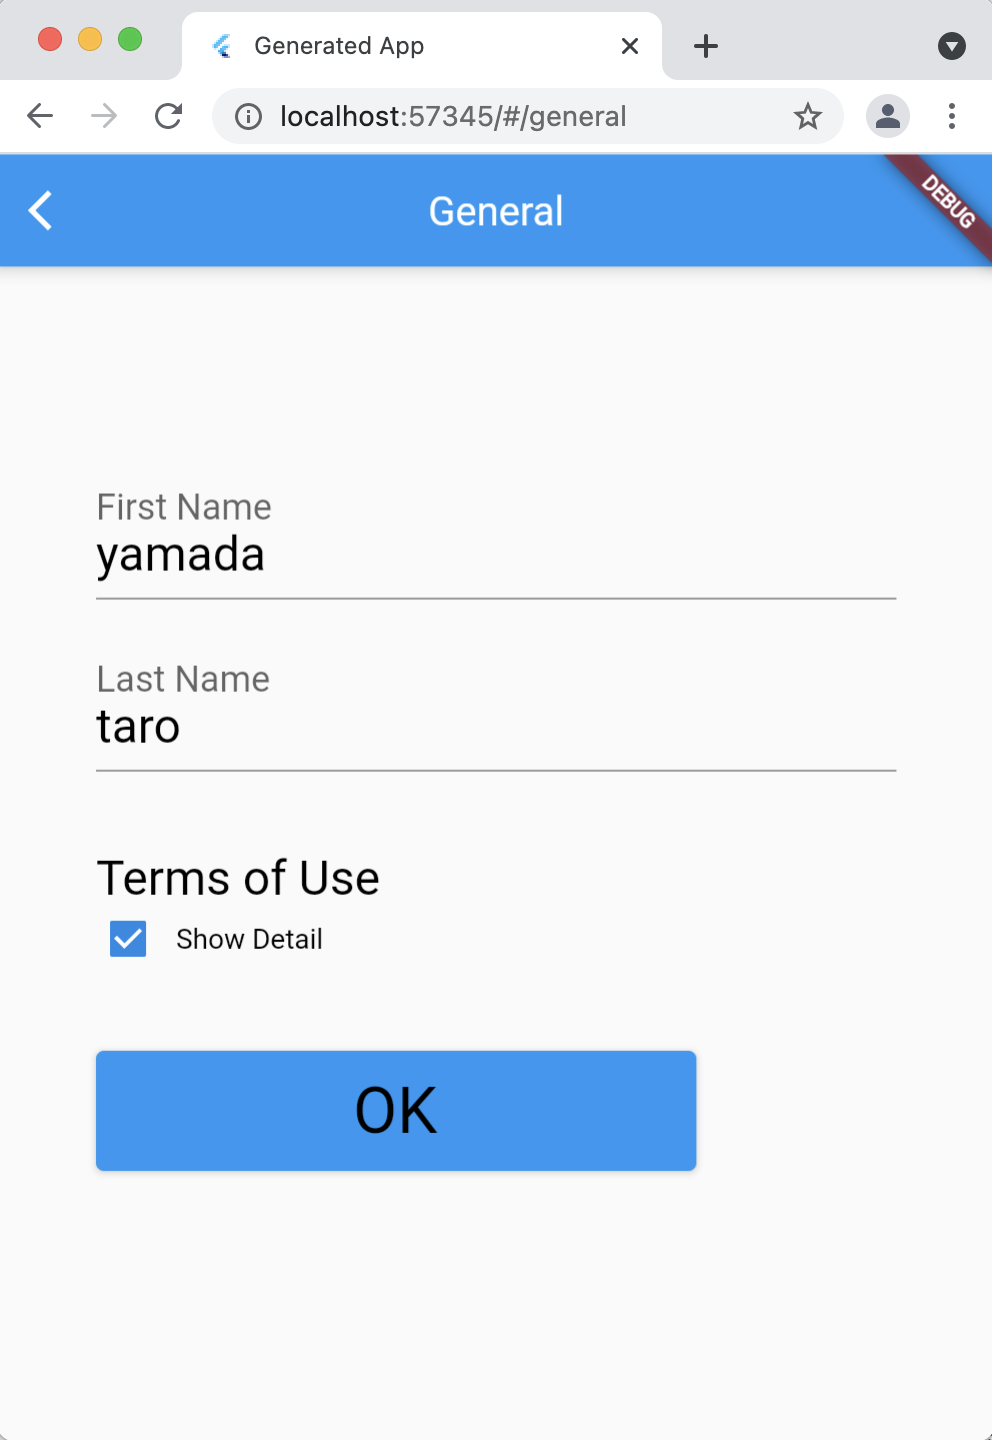 Generated App
localhost:57345/#/general
General
DEBUG
First Name
yamada
Last Name
taro
Terms of Use
Show Detail
OK